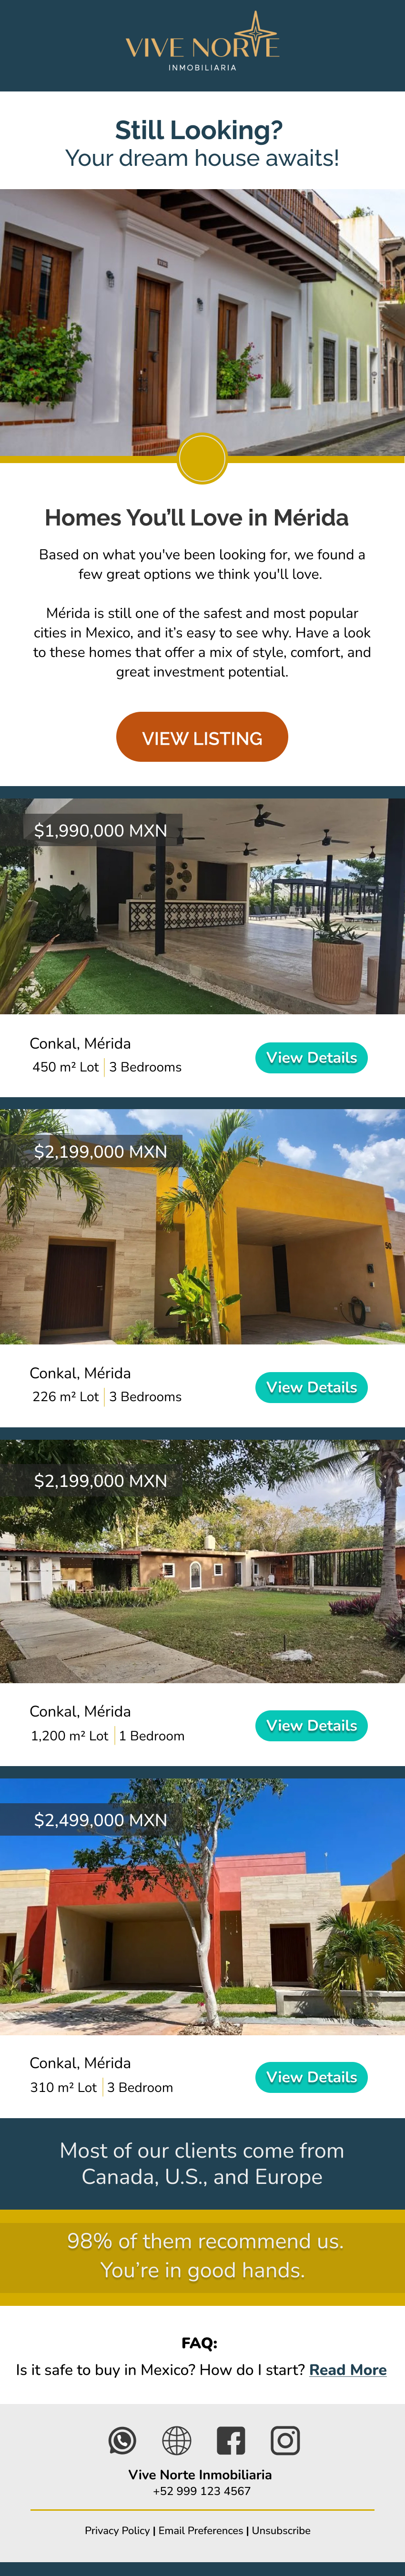 VIVE NORTE
INMOBILIARIA
Still Looking?
Your dream house awaits!
Homes You'll Love in Mérida
Based on what you've been looking for, we found a
few great options we think you'll love.
Mérida is still one of the safest and most popular
cities in Mexico, and it's easy to see why. Have a look
to these homes that offer a mix of style, comfort, and
great investment potential.
VIEW LISTING
$1,990,000 MXN
Conkal, Mérida
450 m² Lot | 3 Bedrooms
View Details
$2,199,000 MXN
50
Conkal, Mérida
226 m² Lot | 3 Bedrooms
View Details
$2,199,000 MXN
Conkal, Mérida
1,200 m² Lot | 1 Bedroom
View Details
$2,499,000 MXN
Conkal, Mérida
310 m² Lot | 3 Bedroom
View Details
Most of our clients come from
Canada, U.S., and Europe
98% of them recommend us.
You're in good hands.
FAQ:
Is it safe to buy in Mexico? How do I start? Read More
Vive Norte Inmobiliaria
+52 999 123 4567
Privacy Policy | Email Preferences | Unsubscribe